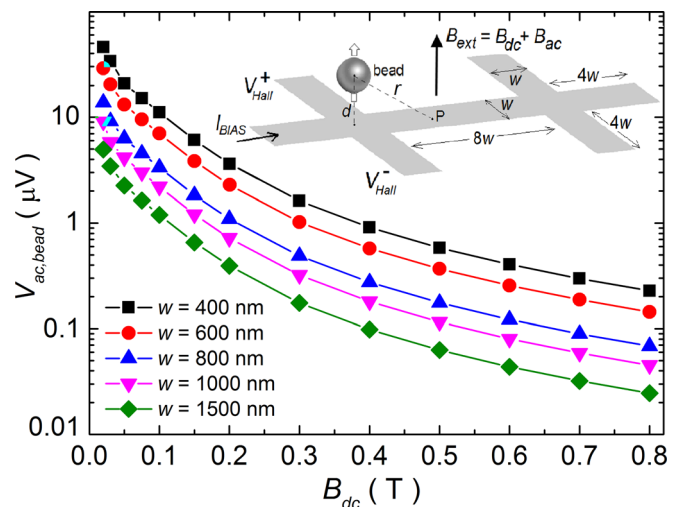 B_ext = B_dc + B_ac
bead
V_Hall^+
r
d
P
w
w
4w
4w
8w
I_BIAS
V_Hall^-
10
1
0.1
0.01
V_ac,bead ( μV )
w = 400 nm
w = 600 nm
w = 800 nm
w = 1000 nm
w = 1500 nm
0.0 0.1 0.2 0.3 0.4 0.5 0.6 0.7 0.8
B_dc ( T )